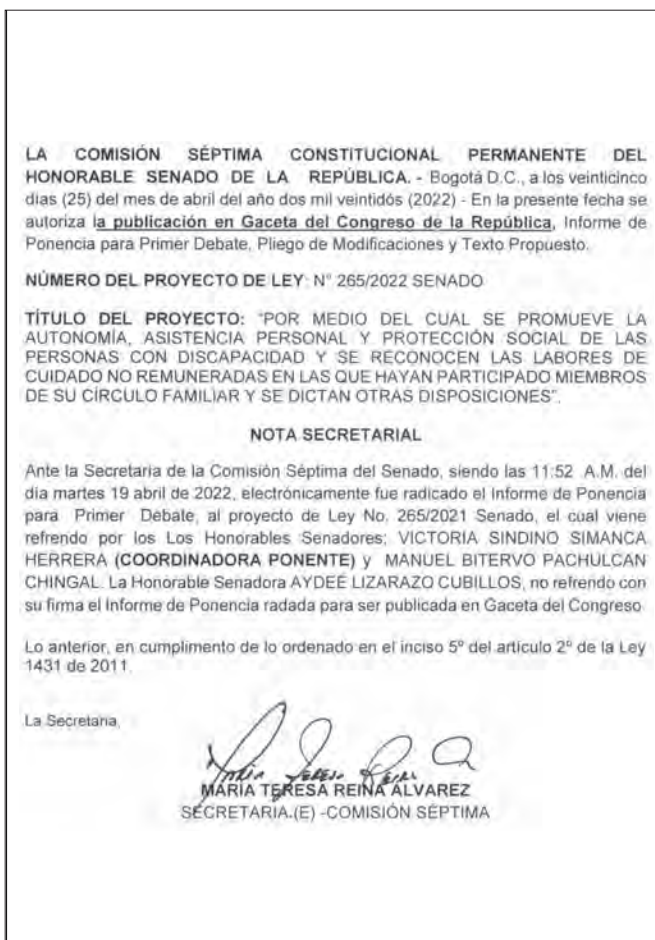 LA COMISIÓN SÉPTIMA CONSTITUCIONAL PERMANENTE DEL
HONORABLE SENADO DE LA REPÚBLICA. - Bogotá D.C., a los veinticinco
días (25) del mes de abril del año dos mil veintidós (2022) - En la presente fecha se
autoriza la publicación en Gaceta del Congreso de la República, Informe de
Ponencia para Primer Debate, Pliego de Modificaciones y Texto Propuesto.
NÚMERO DEL PROYECTO DE LEY: N° 265/2022 SENADO
TÍTULO DEL PROYECTO: "POR MEDIO DEL CUAL SE PROMUEVE LA
AUTONOMÍA, ASISTENCIA PERSONAL Y PROTECCIÓN SOCIAL DE LAS
PERSONAS CON DISCAPACIDAD Y SE RECONOCEN LAS LABORES DE
CUIDADO NO REMUNERADAS EN LAS QUE HAYAN PARTICIPADO MIEMBROS
DE SU CÍRCULO FAMILIAR Y SE DICTAN OTRAS DISPOSICIONES".
NOTA SECRETARIAL
Ante la Secretaria de la Comisión Séptima del Senado, siendo las 11:52 A.M. del
día martes 19 abril de 2022, electrónicamente fue radicado el Informe de Ponencia
para Primer Debate, al proyecto de Ley No. 265/2021 Senado, el cual viene
refrendo por los Los Honorables Senadores; VICTORIA SINDINO SIMANCA
HERRERA (COORDINADORA PONENTE) y MANUEL BITERVO PACHULCAN
CHINGAL. La Honorable Senadora AYDEÉ LIZARAZO CUBILLOS, no refrendo con
su firma el Informe de Ponencia radada para ser publicada en Gaceta del Congreso
Lo anterior, en cumplimento de lo ordenado en el inciso 5º del artículo 2º de la Ley
1431 de 2011.
La Secretaria,
María Teresa Reina A
MARÍA TERESA REINA ÁLVAREZ
SECRETARIA (E) -COMISIÓN SÉPTIMA